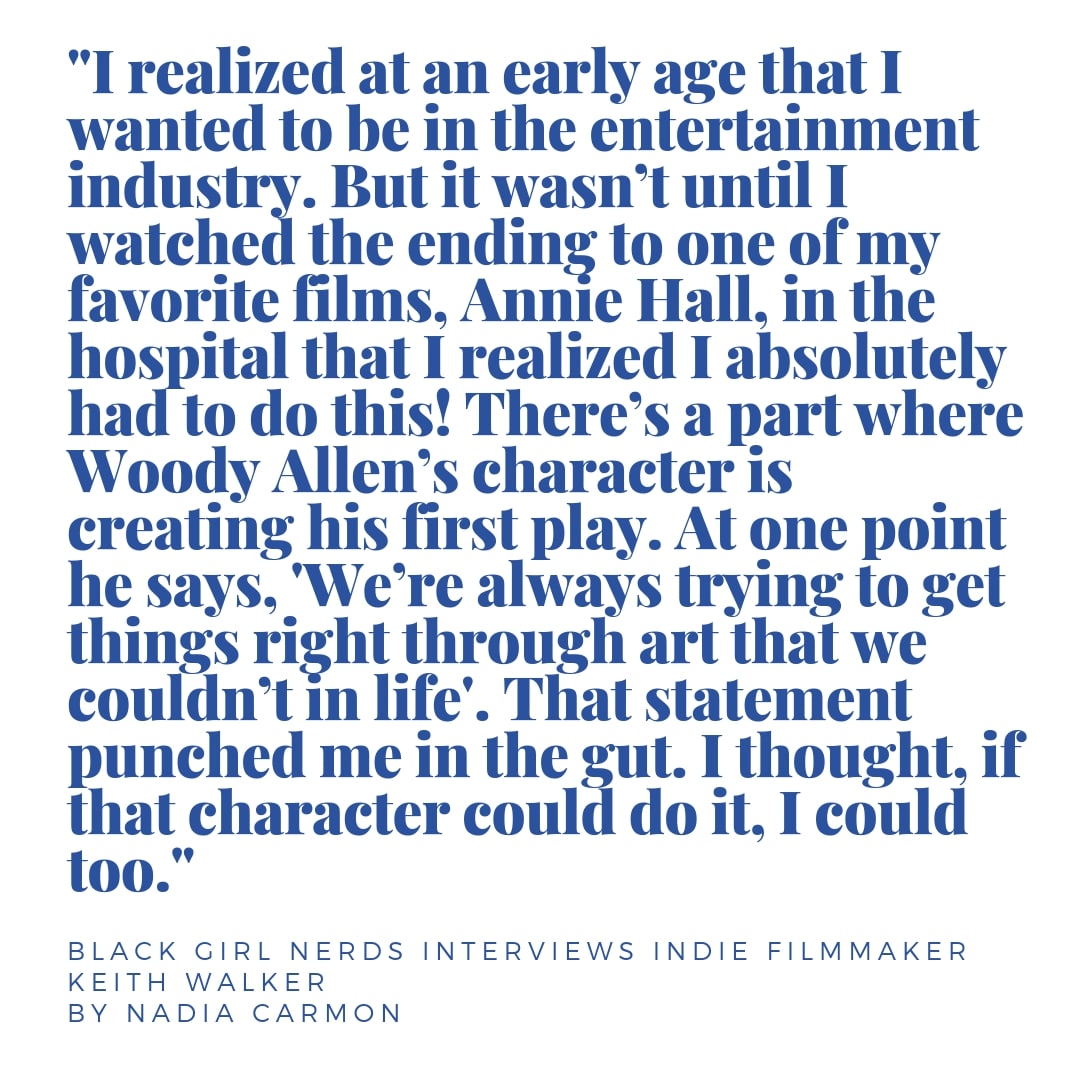 "I realized at an early age that I
wanted to be in the entertainment
industry. But it wasn’t until I
watched the ending to one of my
favorite films, Annie Hall, in the
hospital that I realized I absolutely
had to do this! There’s a part where
Woody Allen’s character is
creating his first play. At one point
he says, 'We’re always trying to get
things right through art that we
couldn’t in life'. That statement
punched me in the gut. I thought, if
that character could do it, I could
too."
BLACK GIRL NERDS INTERVIEWS INDIE FILMMAKER
KEITH WALKER
BY NADIA CARMON